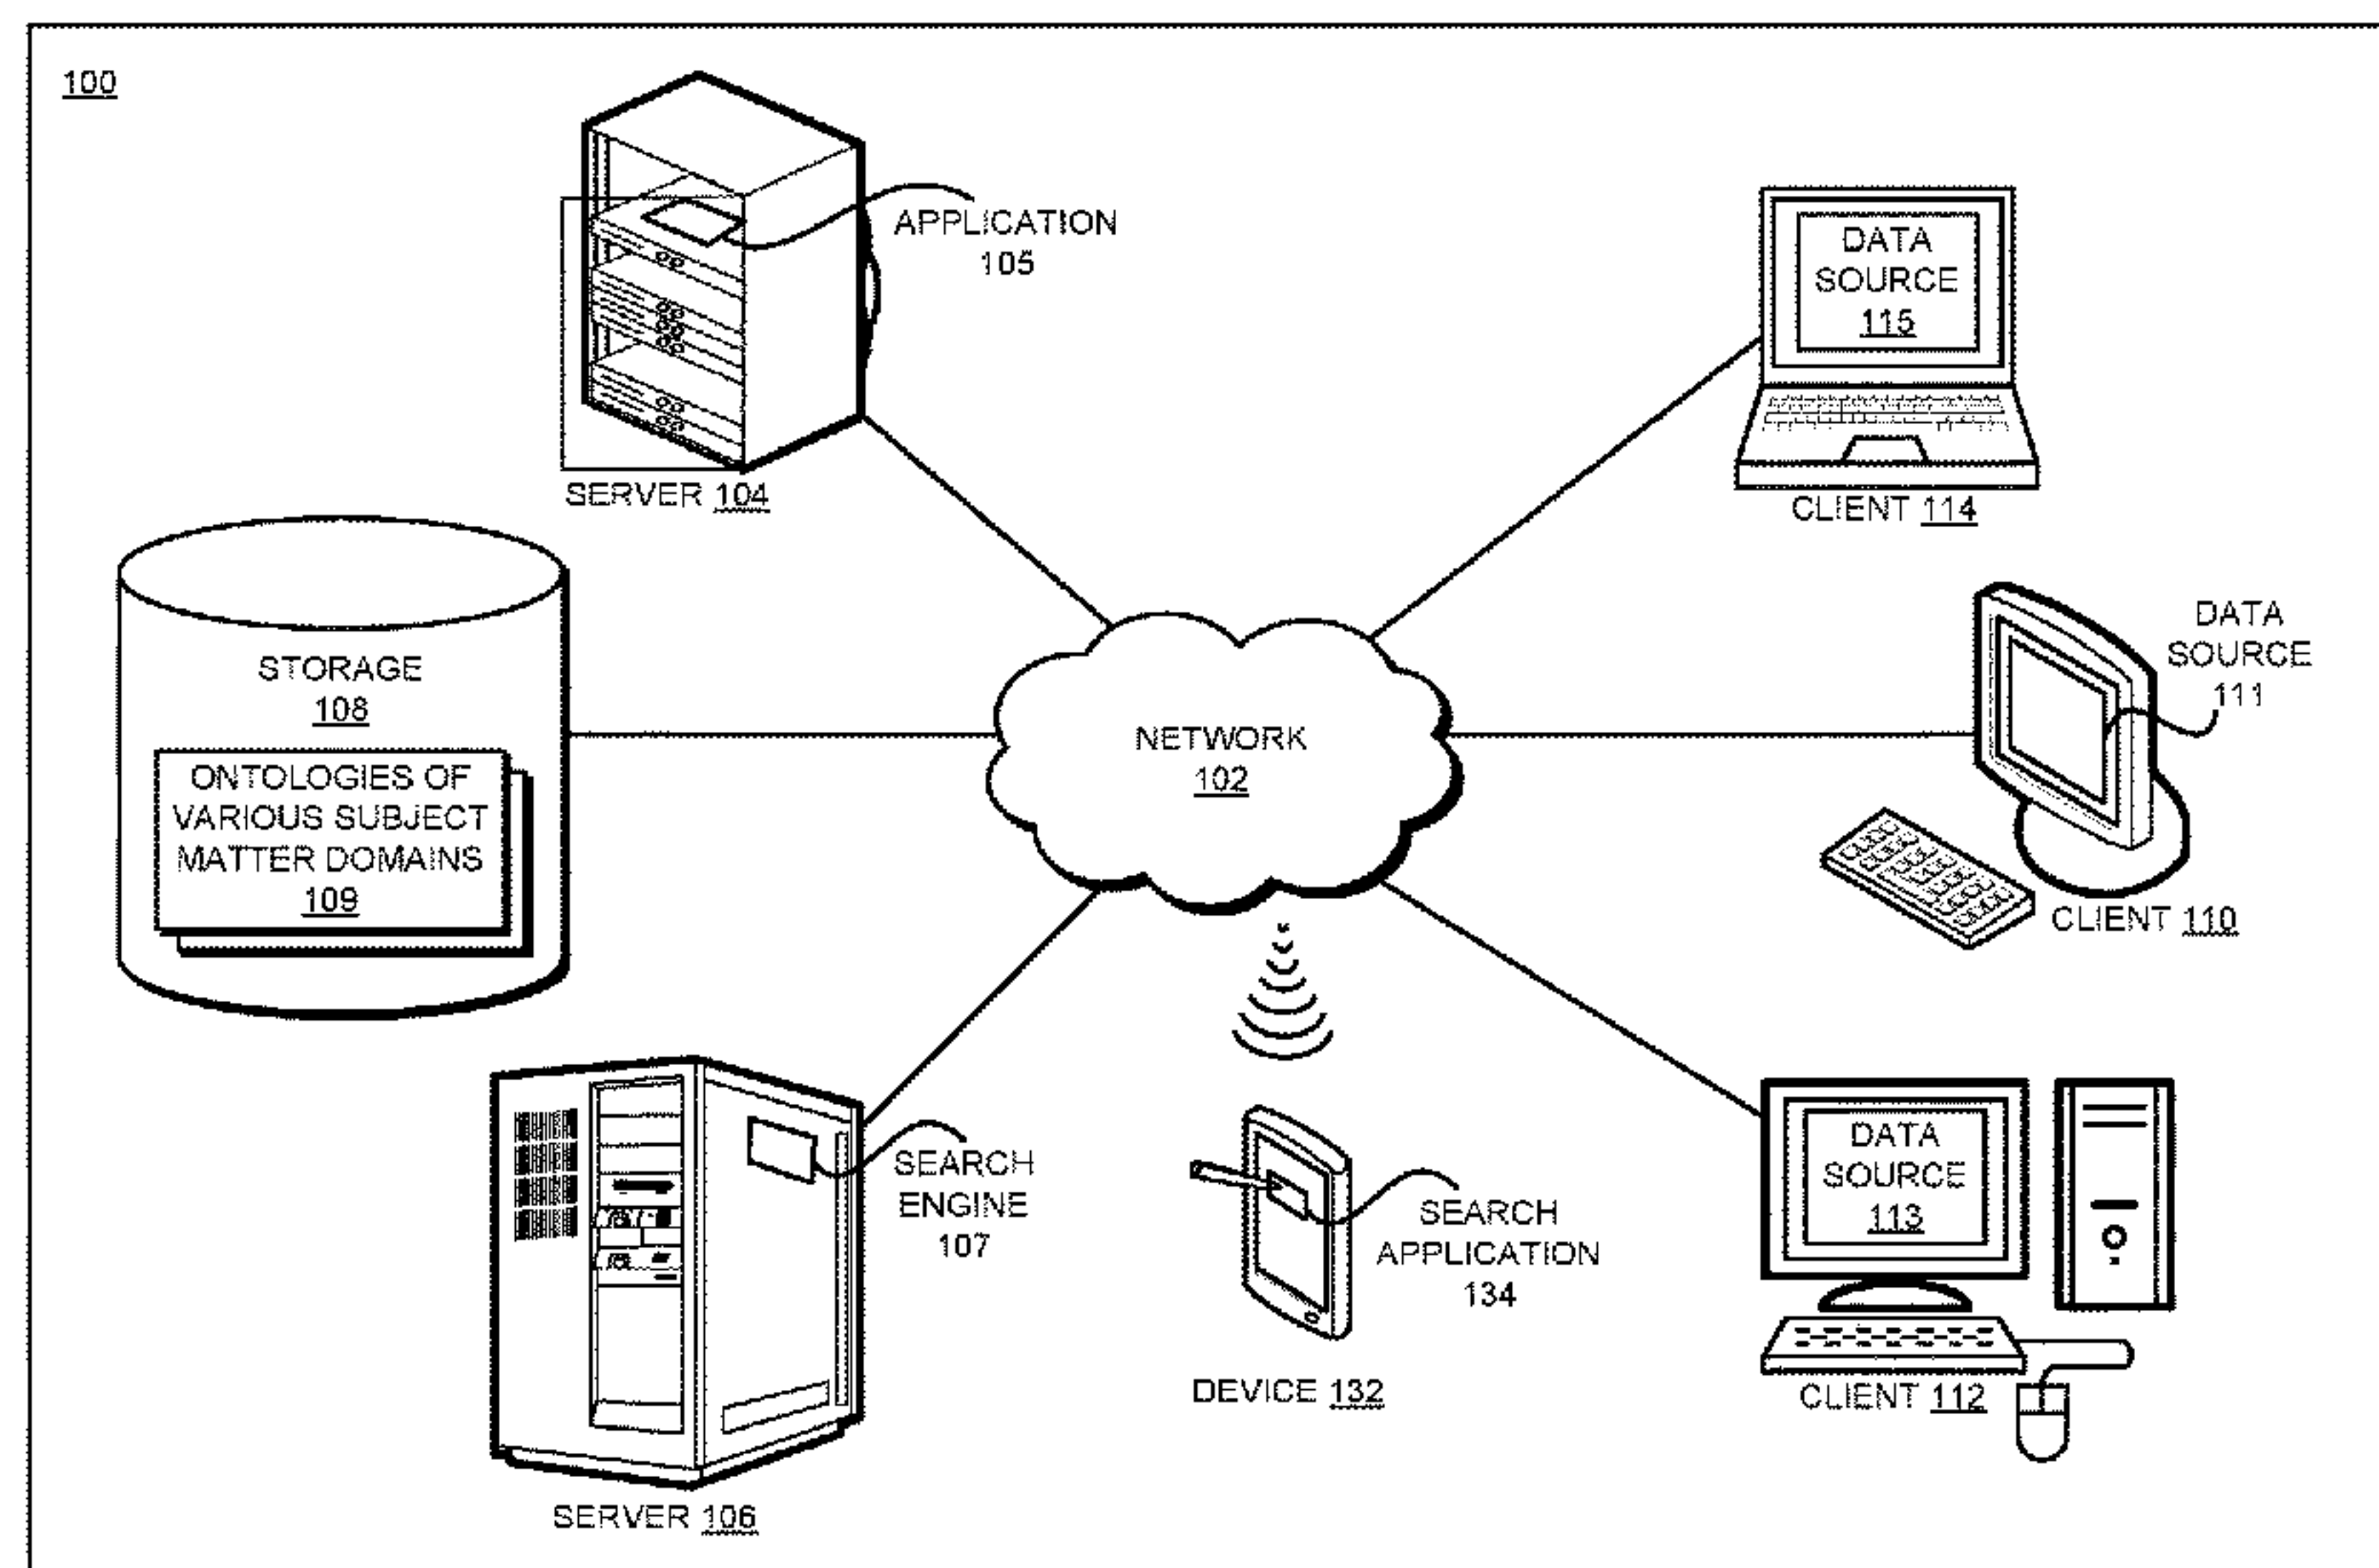 100
APPLICATION
105
SERVER 104
DATA
SOURCE
115
CLIENT 114
STORAGE
108
ONTOLOGIES OF
VARIOUS SUBJECT
MATTER DOMAINS
109
NETWORK
102
DATA
SOURCE
111
CLIENT 110
SEARCH
ENGINE
107
SERVER 106
SEARCH
APPLICATION
134
DEVICE 132
DATA
SOURCE
113
CLIENT 112